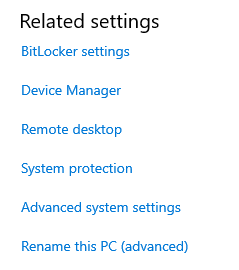 Related settings
BitLocker settings
Device Manager
Remote desktop
System protection
Advanced system settings
Rename this PC (advanced)